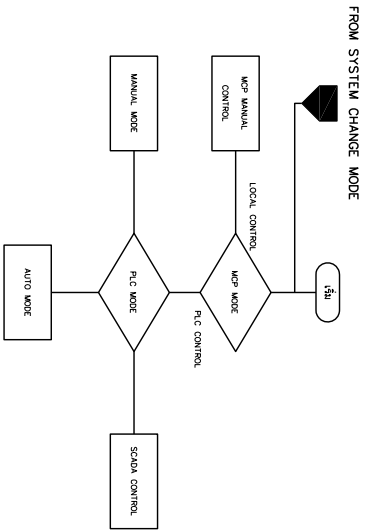 FROM SYSTEM CHANGE MODE
เริ่ม
MCP MODE
LOCAL CONTROL
MCP MANUAL
CONTROL
PLC CONTROL
PLC MODE
MANUAL MODE
SCADA CONTROL
AUTO MODE